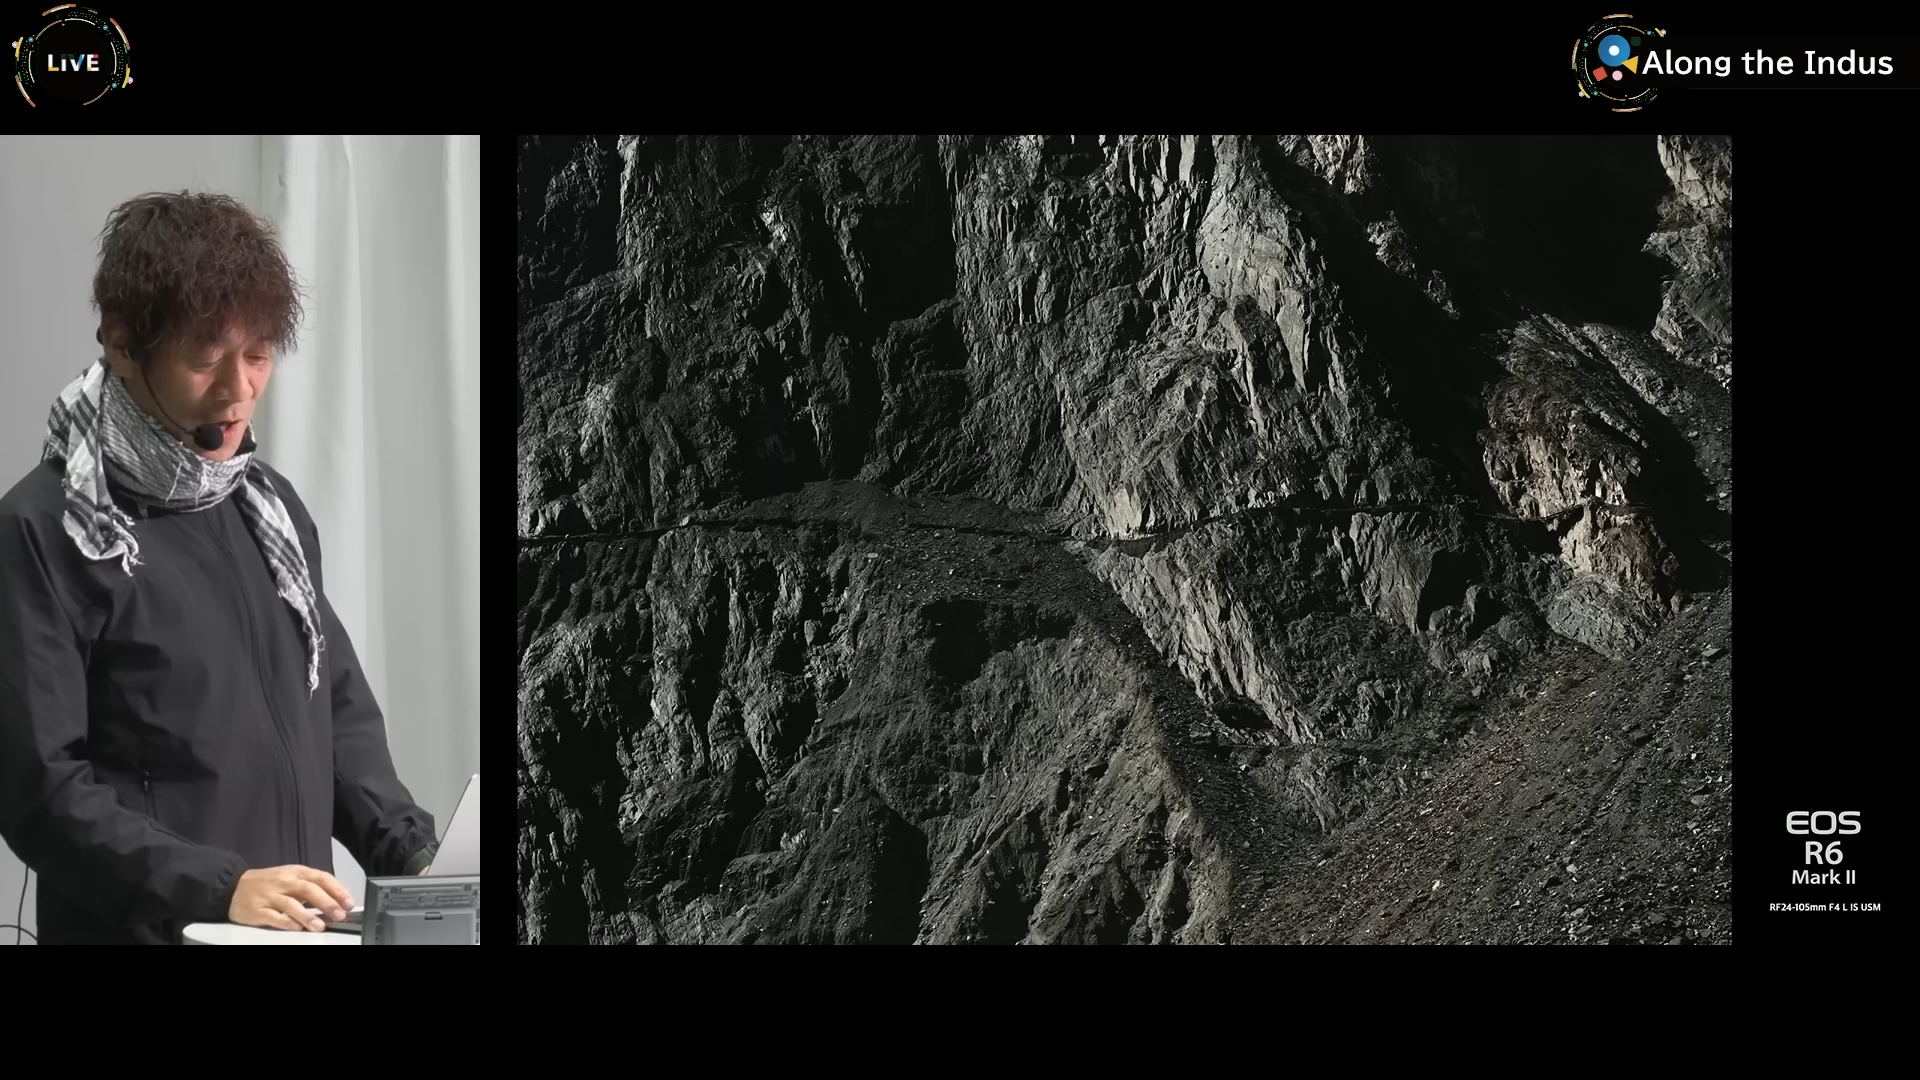 LiVE
Along the Indus
EOS
R6
Mark II
RF24-105mm F4 L IS USM